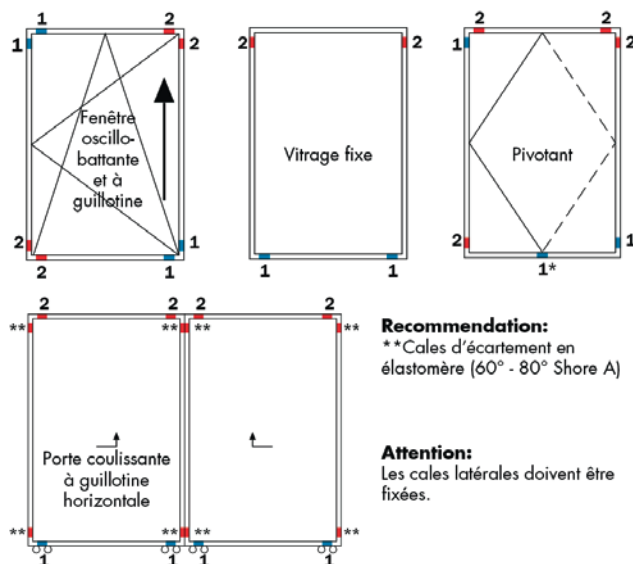 1 2
1 2
Fenêtre
oscillo-
battante
et à
guillotine
2 1
2 1
2 2
Vitrage fixe
1 1
2 2
1 2
Pivotant
2 1
1*
2 2 2 2
** ** ** **
Porte coulissante
à guillotine
horizontale
** ** ** **
1 1 1 1
Recommendation:
**Cales d'écartement en
élastomère (60° - 80° Shore A)
Attention:
Les cales latérales doivent être
fixées.